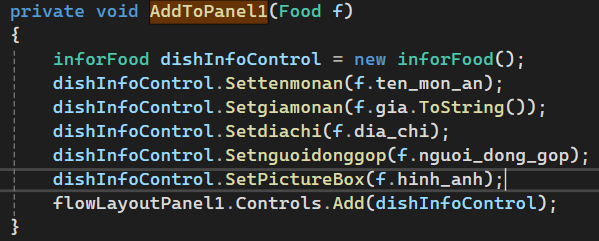 private void AddToPanel1(Food f)
{
inforFood dishInfoControl = new inforFood();
dishInfoControl.Settenmonan(f.ten_mon_an);
dishInfoControl.Setgiamonan(f.gia.ToString());
dishInfoControl.Setdiachi(f.dia_chi);
dishInfoControl.Setnguoidonggop(f.nguoi_dong_gop);
dishInfoControl.SetPictureBox(f.hinh_anh);
flowLayoutPanel1.Controls.Add(dishInfoControl);
}